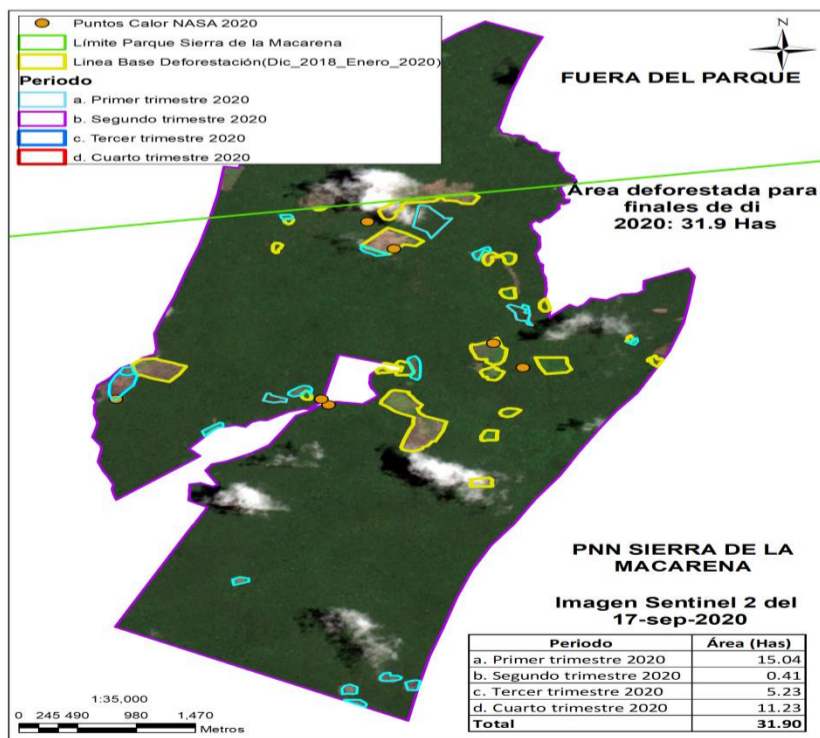 Puntos Calor NASA 2020
Límite Parque Sierra de la Macarena
Linea Base Deforestación(Dic_2018_Enero_2020)
Periodo
a. Primer trimestre 2020
b. Segundo trimestre 2020
c. Tercer trimestre 2020
d. Cuarto trimestre 2020
N
FUERA DEL PARQUE
Área deforestada para
finales de di
2020: 31.9 Has
PNN SIERRA DE LA
MACARENA
Imagen Sentinel 2 del
17-sep-2020
Periodo Área (Has)
a. Primer trimestre 2020 15.04
b. Segundo trimestre 2020 0.41
c. Tercer trimestre 2020 5.23
d. Cuarto trimestre 2020 11.23
Total 31.90
1:35,000
0 245 490 980 1,470
Metros